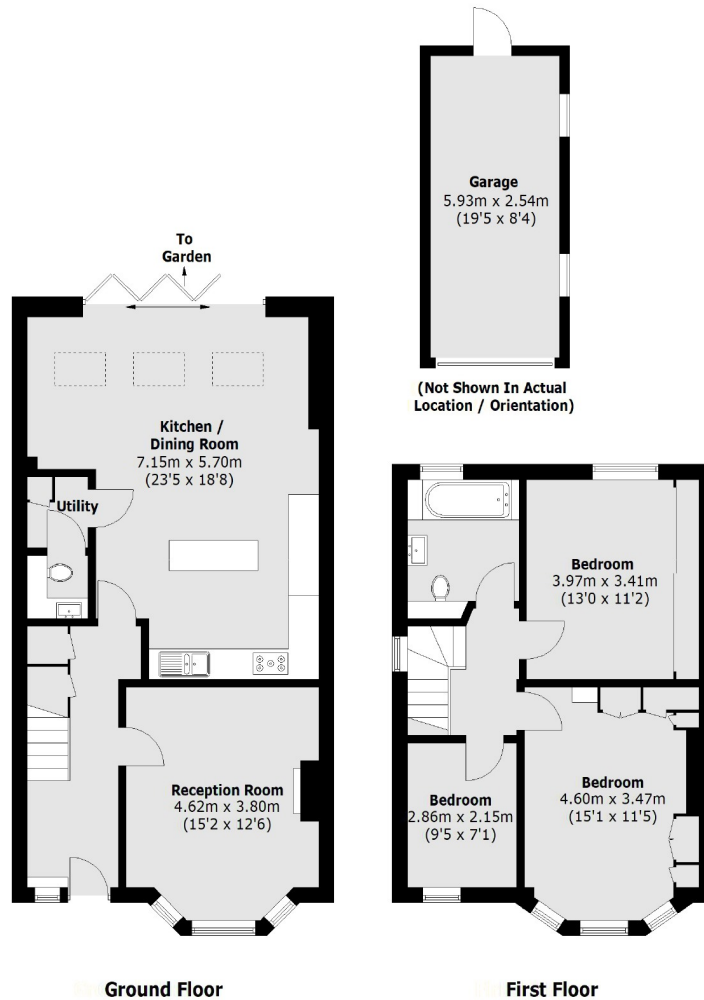 Garage
5.93m x 2.54m
(19'5 x 8'4)
(Not Shown In Actual
Location / Orientation)
To
Garden
Kitchen /
Dining Room
7.15m x 5.70m
(23'5 x 18'8)
Utility
Reception Room
4.62m x 3.80m
(15'2 x 12'6)
Bedroom
3.97m x 3.41m
(13'0 x 11'2)
Bedroom
4.60m x 3.47m
(15'1 x 11'5)
Bedroom
2.86m x 2.15m
(9'5 x 7'1)
Ground Floor
First Floor